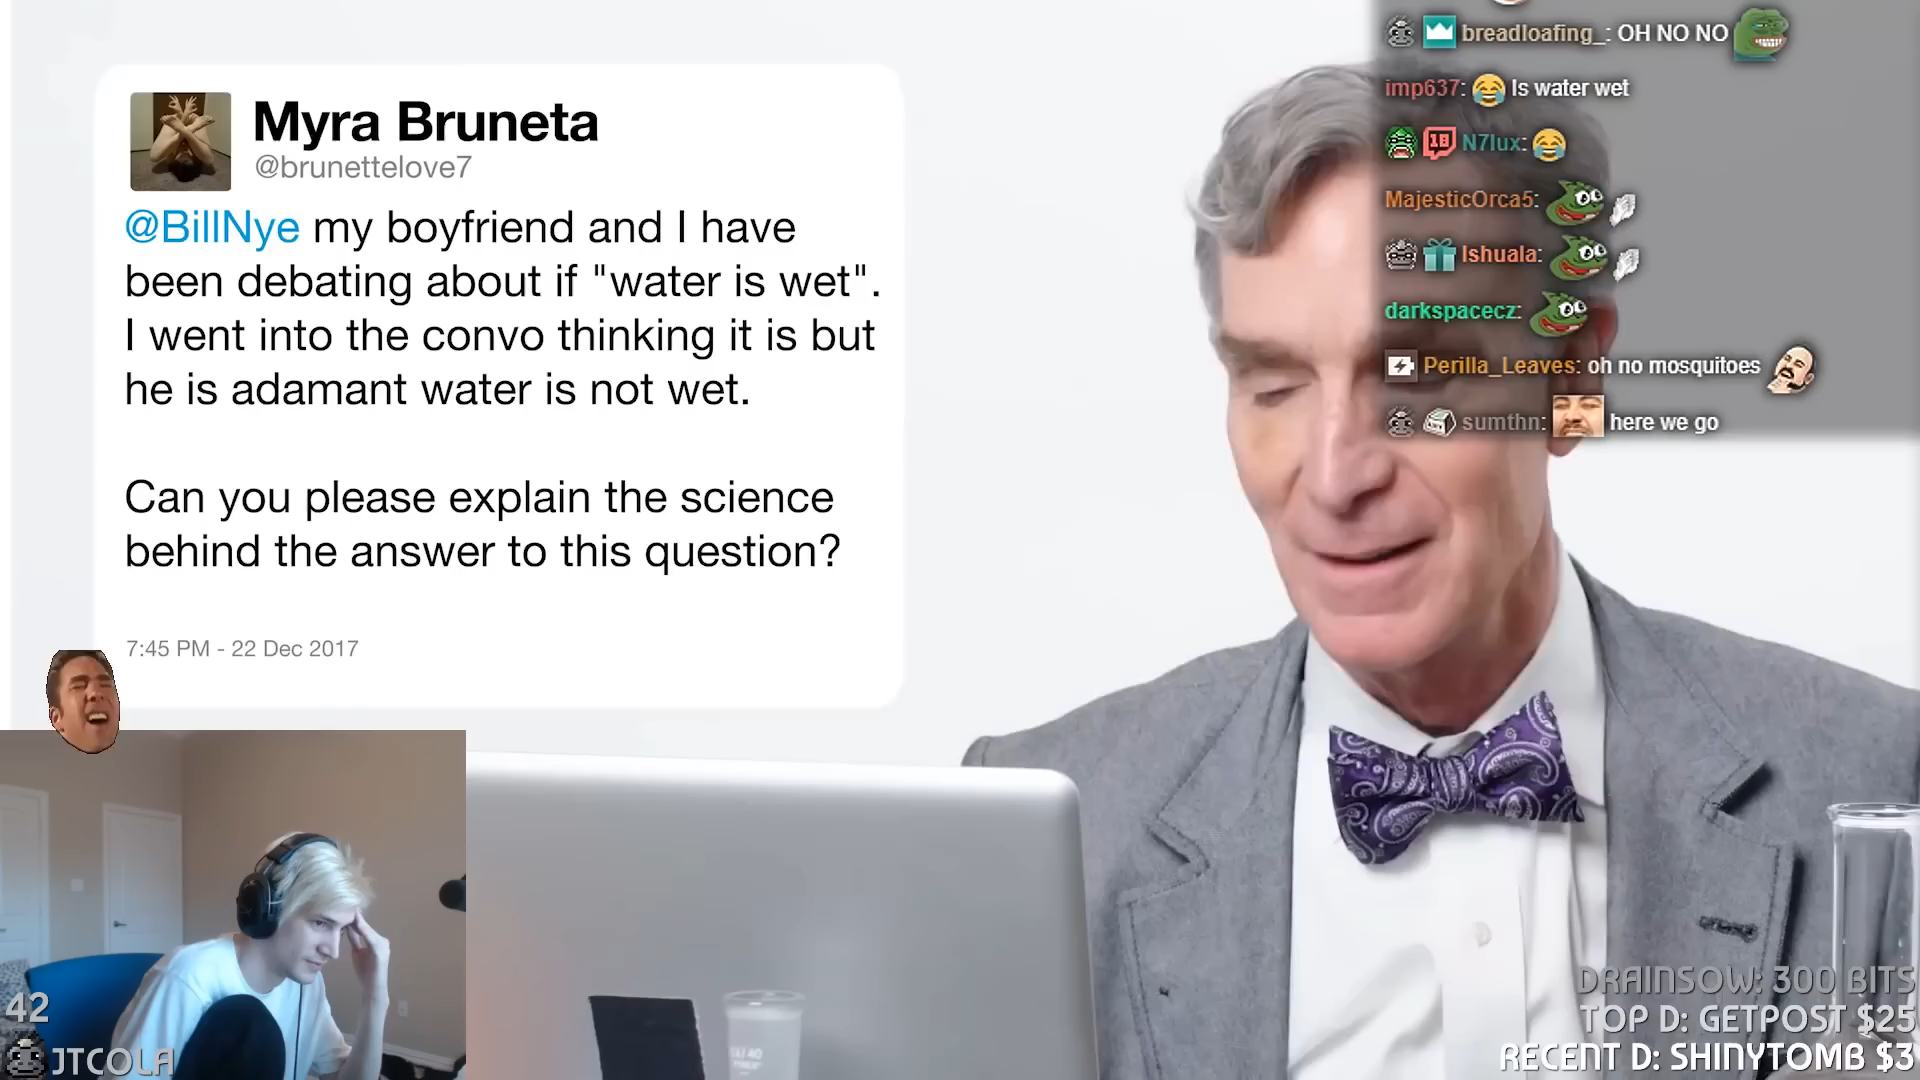 Myra Bruneta
@brunettelove7
@BillNye my boyfriend and I have
been debating about if "water is wet".
I went into the convo thinking it is but
he is adamant water is not wet.
Can you please explain the science
behind the answer to this question?
7:45 PM - 22 Dec 2017
breadloafing_: OH NO NO
imp637: Is water wet
18 N7lux:
MajesticOrca5:
Ishuala:
darkspacecz:
Perilla_Leaves: oh no mosquitoes
sumthn: here we go
42
JTCOLA
DRAINSOW: 300 BITS
TOP D: GETPOST $25
RECENT D: SHINYTOMB $3